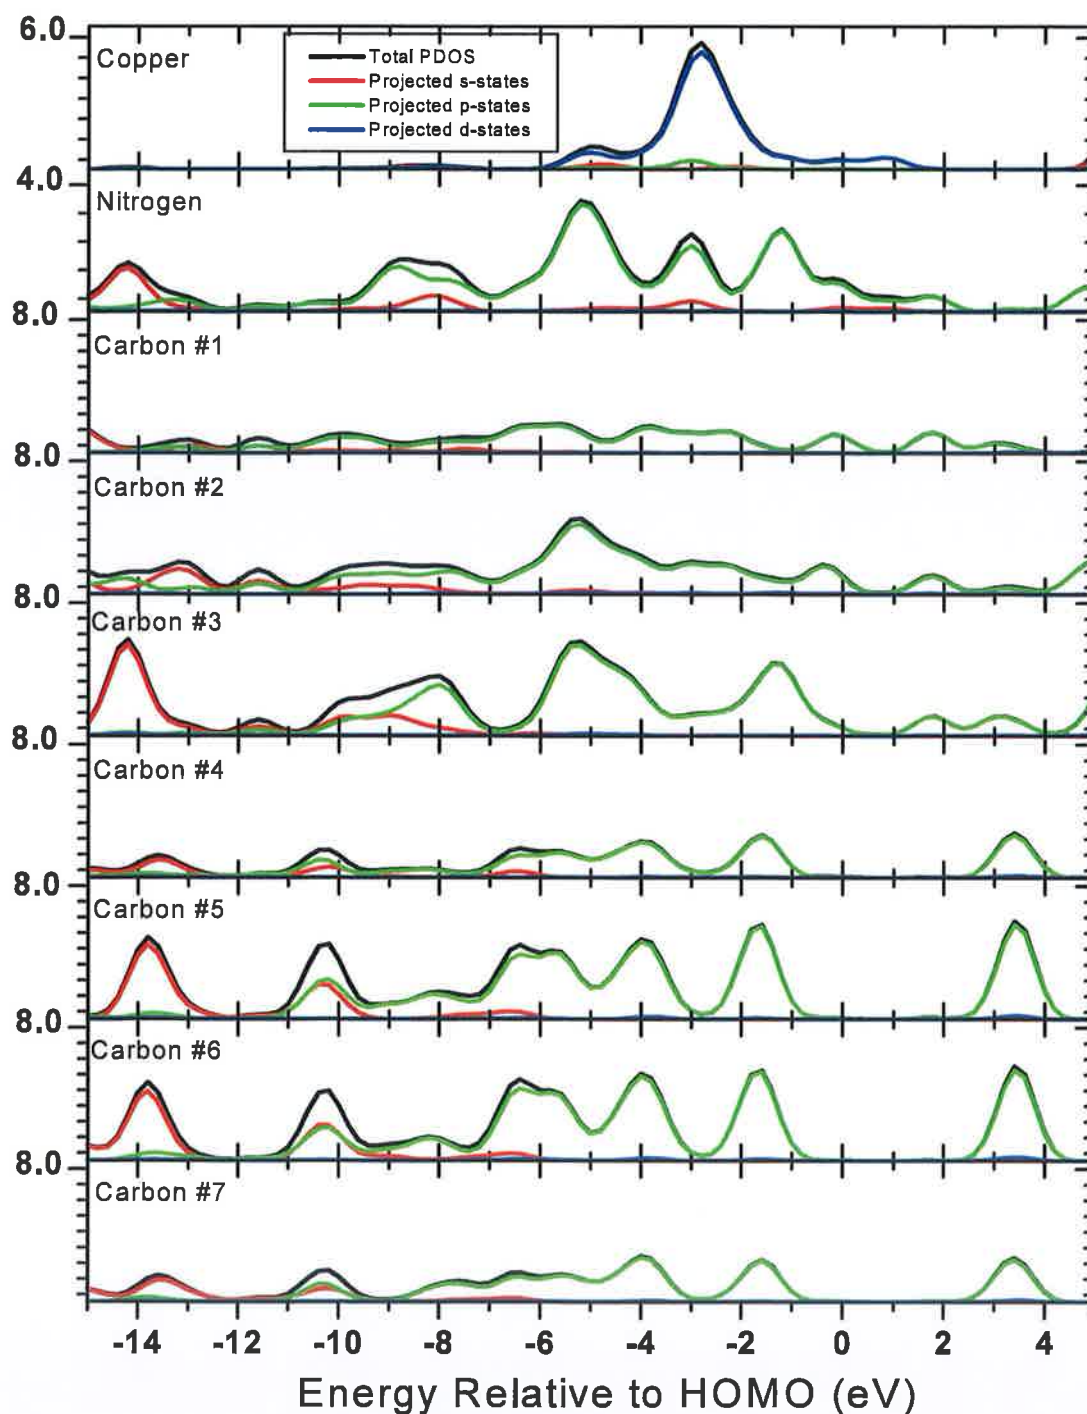 6.0
Copper
Total PDOS
Projected s-states
Projected p-states
Projected d-states
4.0
Nitrogen
8.0
Carbon #1
8.0
Carbon #2
8.0
Carbon #3
8.0
Carbon #4
8.0
Carbon #5
8.0
Carbon #6
8.0
Carbon #7
-14 -12 -10 -8 -6 -4 -2 0 2 4
Energy Relative to HOMO (eV)